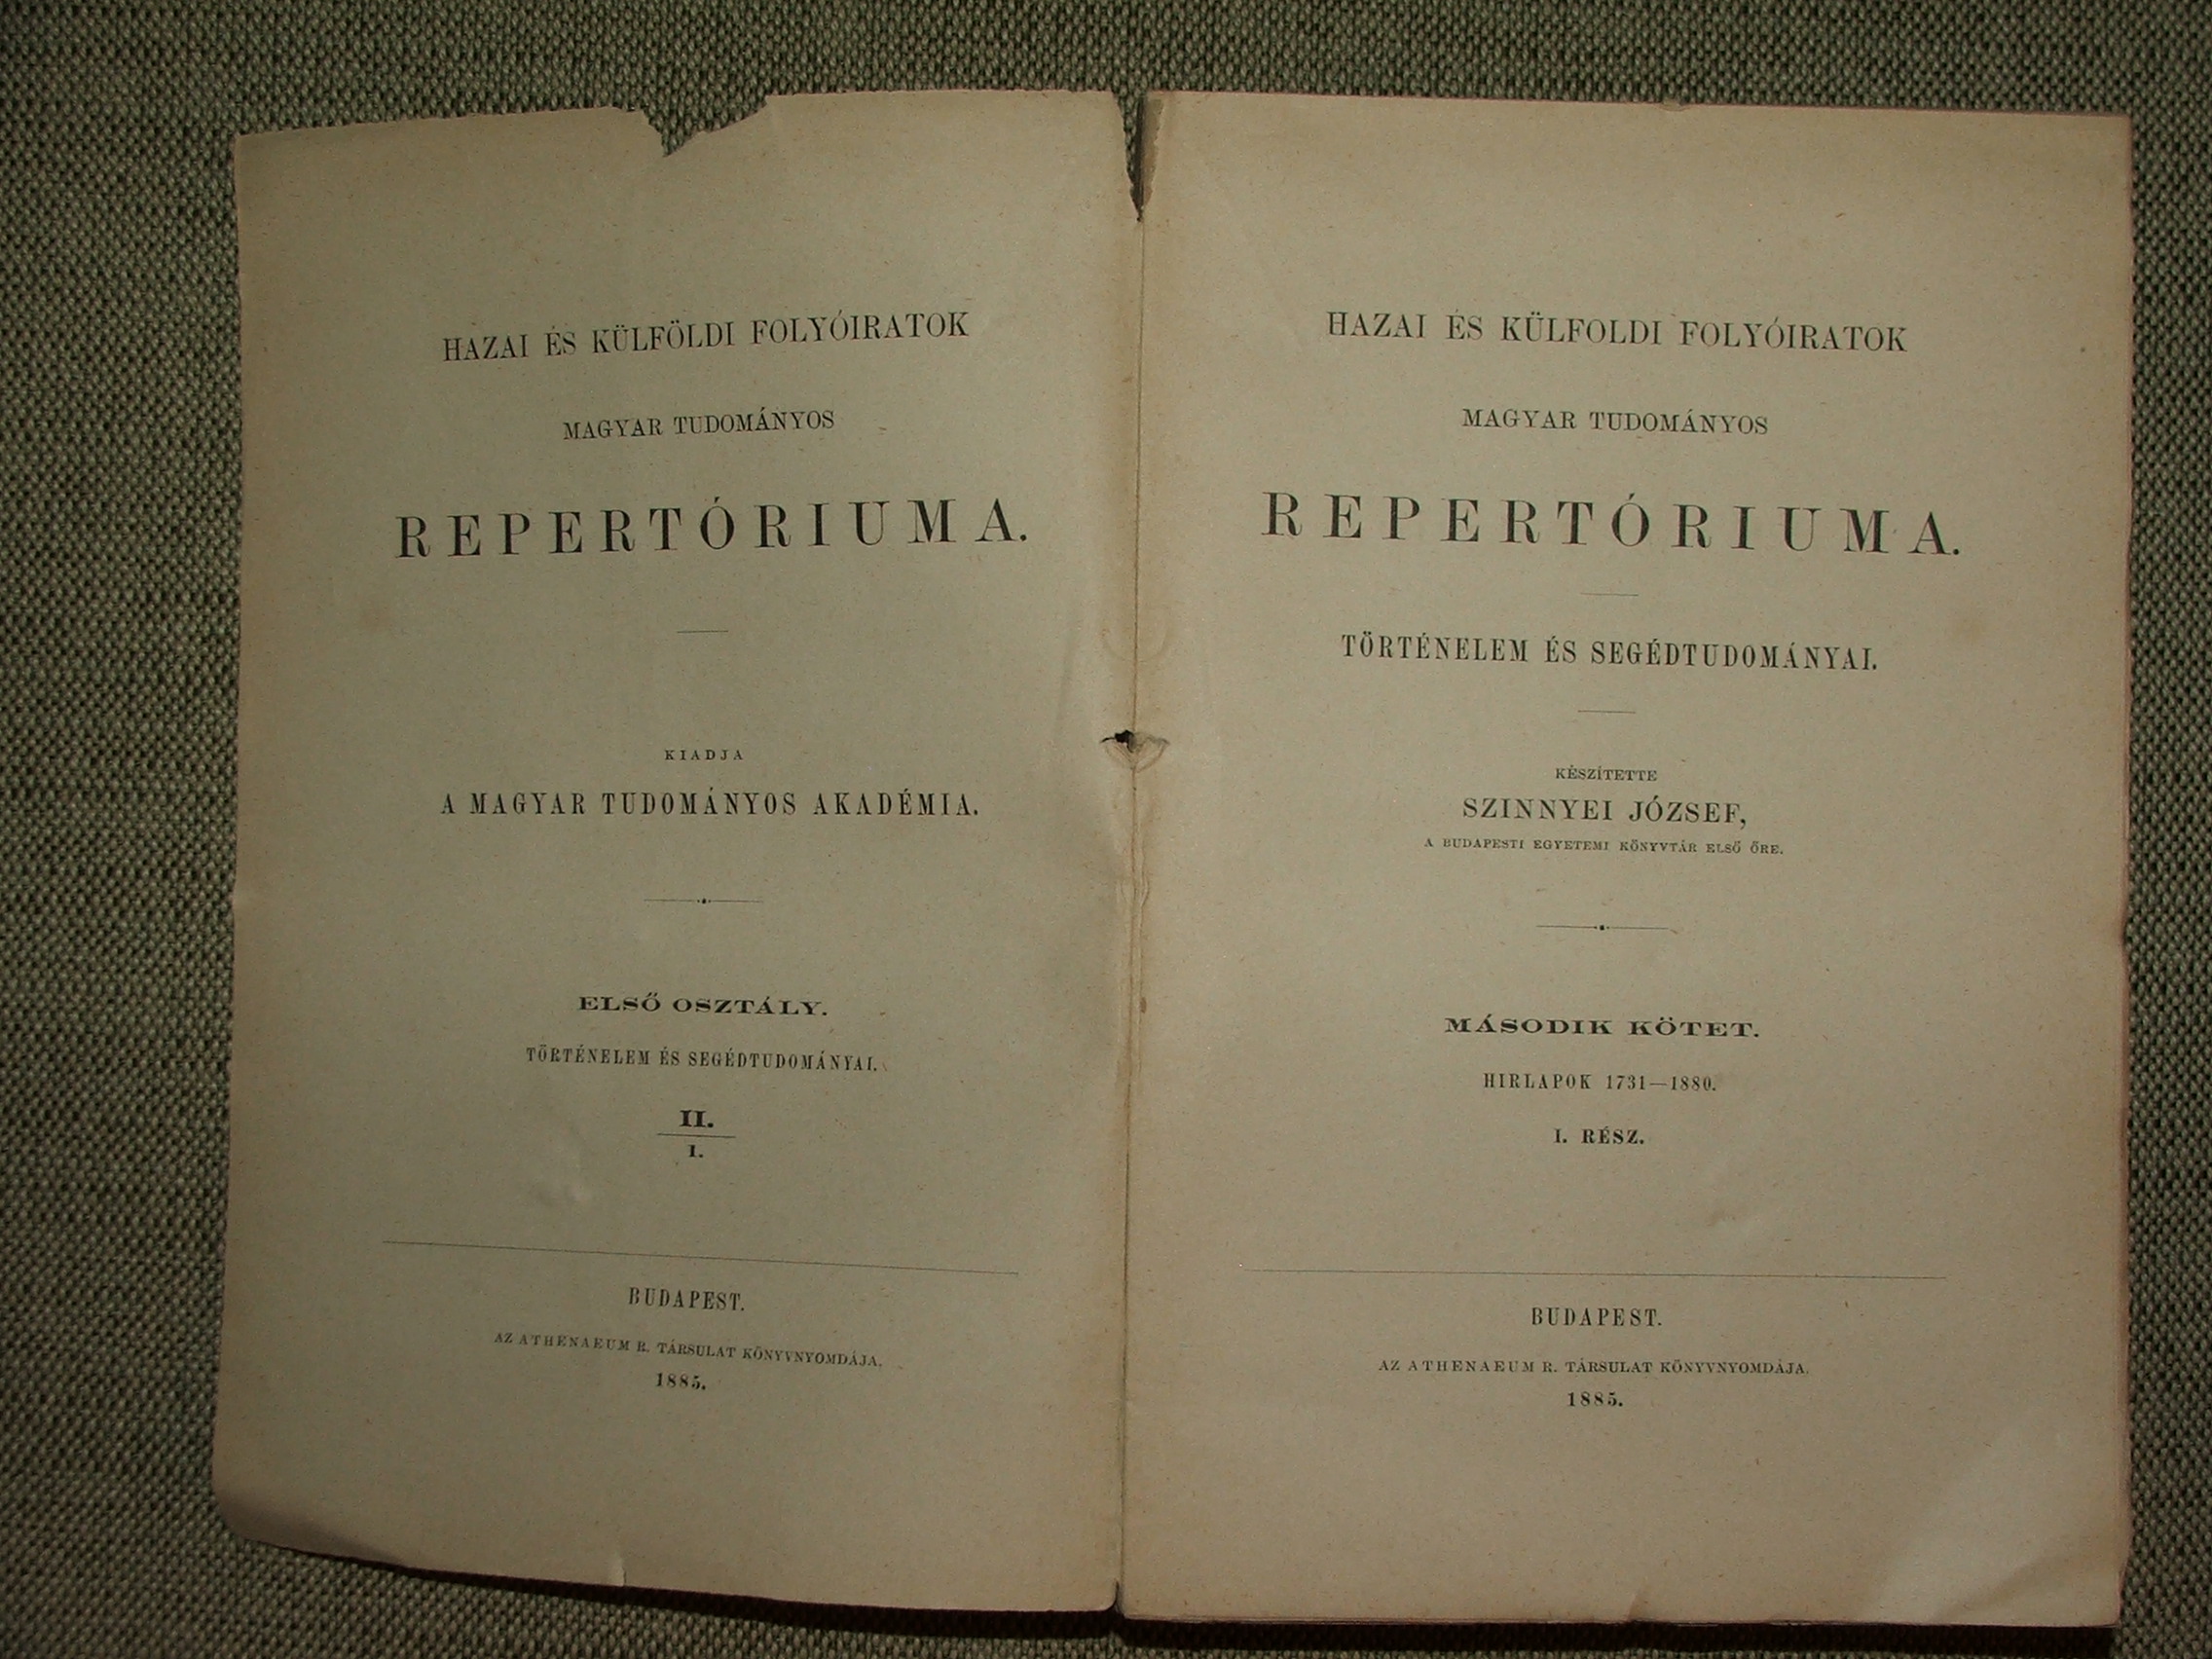 HAZAI ÉS KÜLFÖLDI FOLYÓIRATOK
MAGYAR TUDOMÁNYOS
REPERTÓRIUMA.
KIADJA
A MAGYAR TUDOMÁNYOS AKADÉMIA.
ELSŐ OSZTÁLY.
TÖRTÉNELEM ÉS SEGÉDTUDOMÁNYAI.
II.
I.
BUDAPEST.
AZ ATHENAEUM R. TÁRSULAT KÖNYVNYOMDÁJA.
1885.
HAZAI ÉS KÜLFOLDI FOLYÓIRATOK
MAGYAR TUDOMÁNYOS
REPERTÓRIUMA.
TÖRTÉNELEM ÉS SEGÉDTUDOMÁNYAI.
KÉSZÍTETTE
SZINNYEI JÓZSEF,
A BUDAPESTI EGYETEMI KÖNYVTÁR ELSŐ ŐRE.
MÁSODIK KÖTET.
HIRLAPOK 1731—1880.
I. RÉSZ.
BUDAPEST.
AZ ATHENAEUM R. TÁRSULAT KÖNYVNYOMDÁJA.
1885.